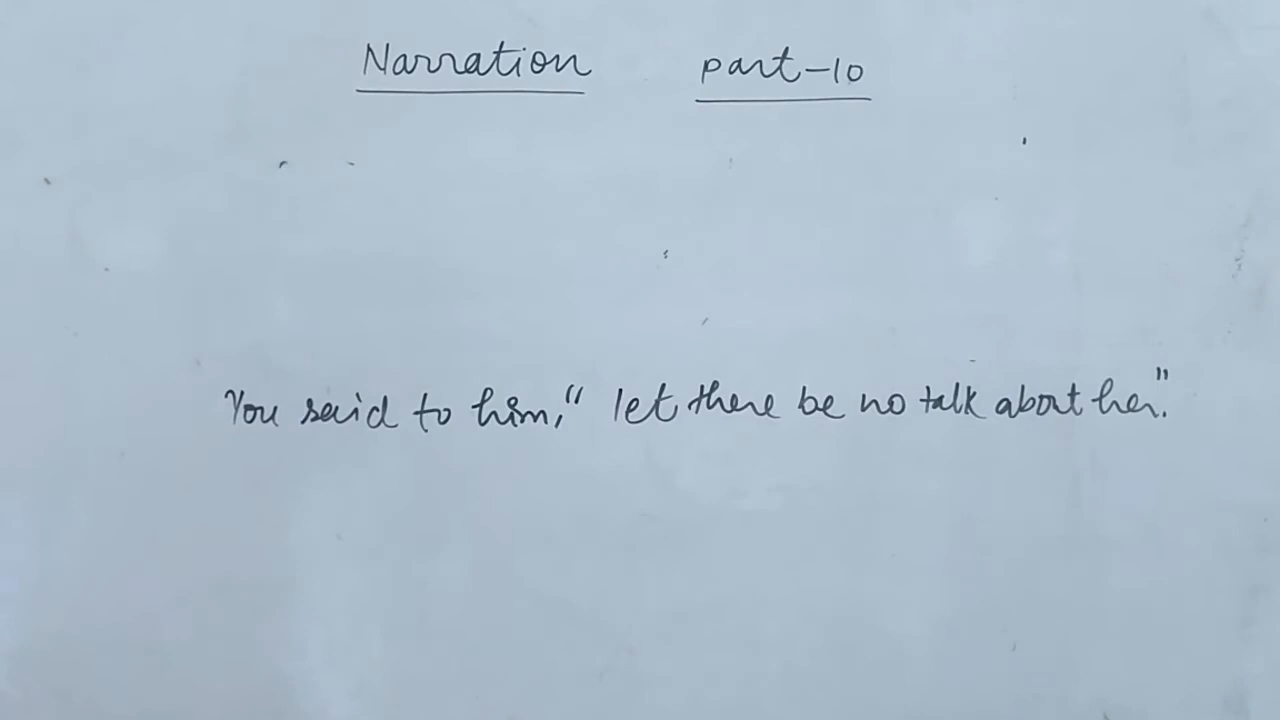 Narration part-10
You said to him," let there be no talk about her."